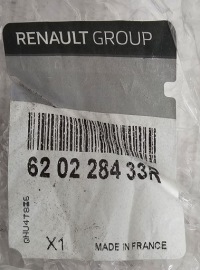 RENAULT GROUP
62 02 284 33R
X1 MADE IN FRANCE